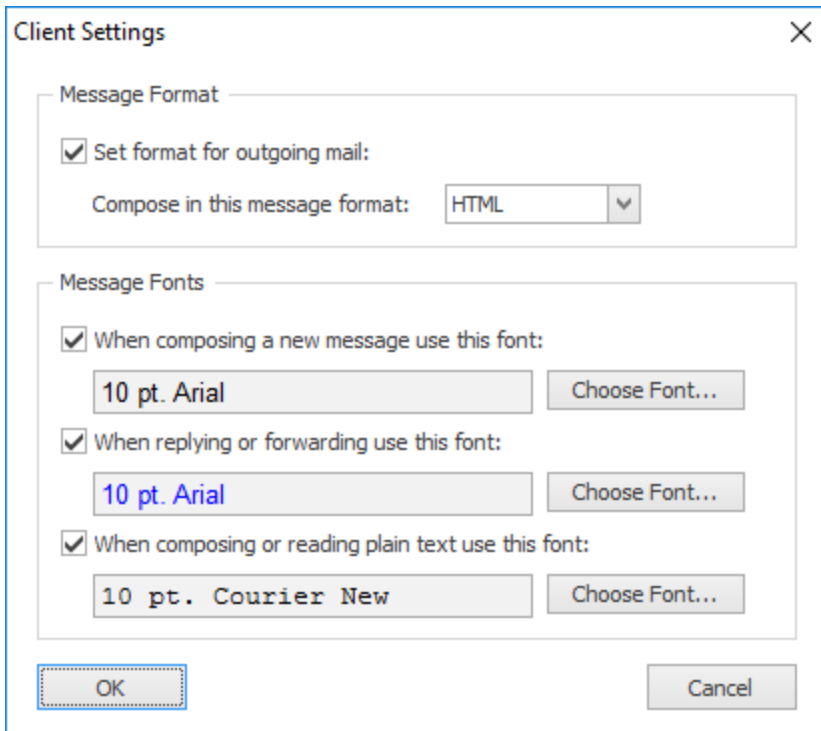 Client Settings
Message Format
Set format for outgoing mail:
Compose in this message format: HTML
Message Fonts
When composing a new message use this font:
10 pt. Arial Choose Font...
When replying or forwarding use this font:
10 pt. Arial Choose Font...
When composing or reading plain text use this font:
10 pt. Courier New Choose Font...
OK Cancel